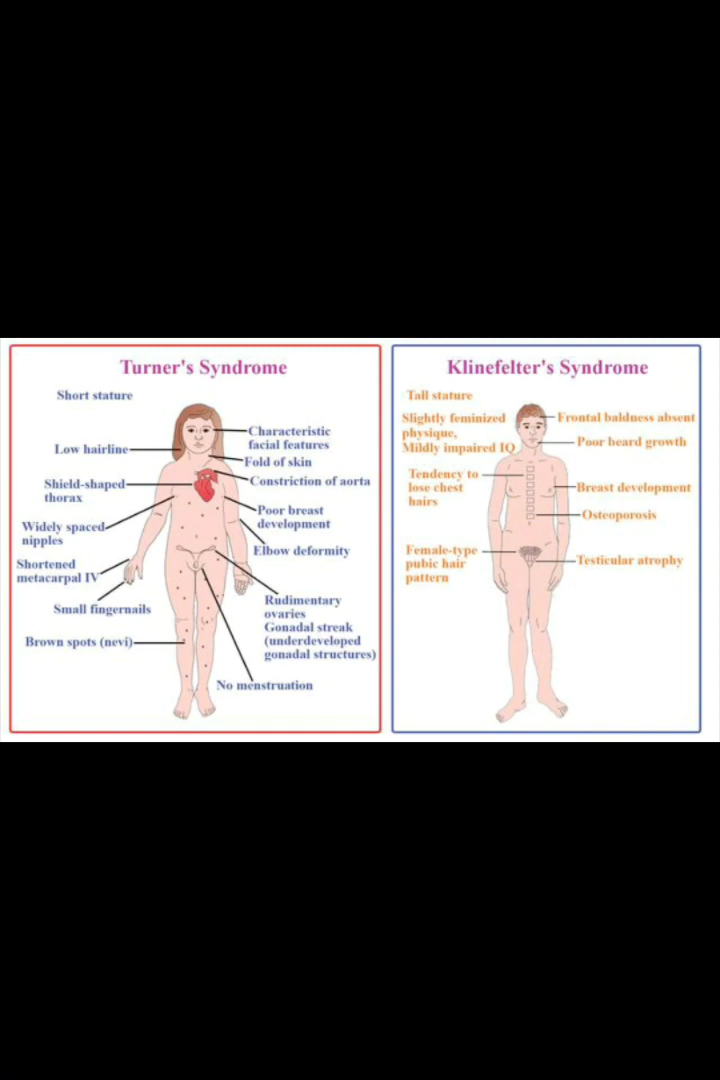 Turner's Syndrome
Short stature
Characteristic
facial features
Low hairline
Fold of skin
Constriction of aorta
Shield-shaped
thorax
Poor breast
development
Widely spaced
nipples
Elbow deformity
Shortened
metacarpal IV
Small fingernails
Rudimentary
ovaries
Gonadal streak
(underdeveloped
gonadal structures)
Brown spots (nevi)
No menstruation
Klinefelter's Syndrome
Tall stature
Slightly feminized
physique,
Mildly impaired IQ
Frontal baldness absent
Poor beard growth
Tendency to
lose chest
hairs
Breast development
Osteoporosis
Female-type
pubic hair
pattern
Testicular atrophy